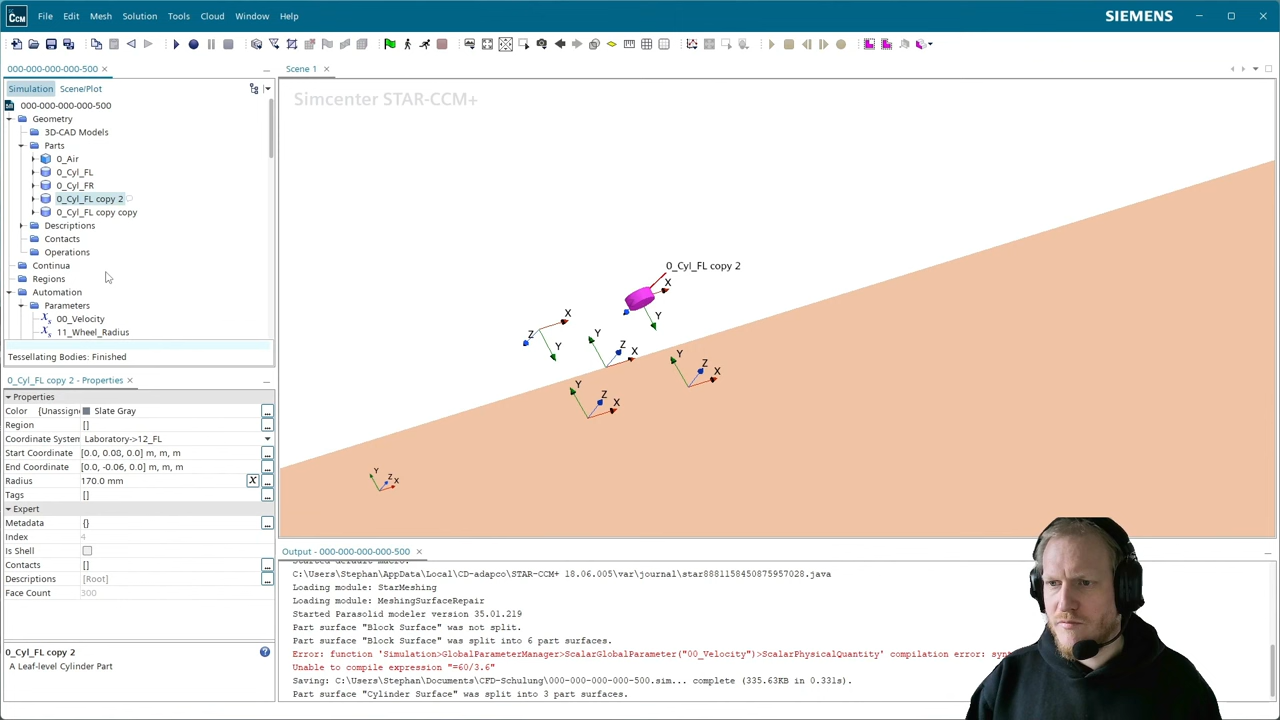 CCM File Edit Mesh Solution Tools Cloud Window Help SIEMENS
000-000-000-000-500
Scene 1
Simulation Scene/Plot
000-000-000-000-500
Geometry
3D-CAD Models
Parts
0_Air
0_Cyl_FL
0_Cyl_FR
0_Cyl_FL copy 2
0_Cyl_FL copy copy
Descriptions
Contacts
Operations
Continua
Regions
Automation
Parameters
00_Velocity
11_Wheel_Radius
Tessellating Bodies: Finished
Simcenter STAR-CCM+
0_Cyl_FL copy 2
X
Y
X
Z
Y
Y
Z
X
Y
Z
X
Y
Z
X
Y
Z
X
0_Cyl_FL copy 2 - Properties
Properties
Color {Unassign Slate Gray
Region []
Coordinate System Laboratory->12_FL
Start Coordinate [0.0, 0.08, 0.0] m, m, m
End Coordinate [0.0, -0.06, 0.0] m, m, m
Radius 170.0 mm X
Tags []
Expert
Metadata {}
Index 4
Is Shell
Contacts []
Descriptions [Root]
Face Count 300
0_Cyl_FL copy 2
A Leaf-level Cylinder Part
Output - 000-000-000-000-500
C:\Users\Stephan\AppData\Local\CD-adapco\STAR-CCM+ 18.06.005\var\journal\star8881158450875957028.java
Loading module: StarMeshing
Loading module: MeshingSurfaceRepair
Started Parasolid modeler version 35.01.219
Part surface "Block Surface" was not split.
Part surface "Block Surface" was split into 6 part surfaces.
Error: function 'Simulation>GlobalParameterManager>ScalarGlobalParameter("00_Velocity")>ScalarPhysicalQuantity' compilation error: syn
Unable to compile expression "=60/3.6"
Saving: C:\Users\Stephan\Documents\CFD-Schulung\000-000-000-000-500.sim... complete (335.63KB in 0.33ls).
Part surface "Cylinder Surface" was split into 3 part surfaces.